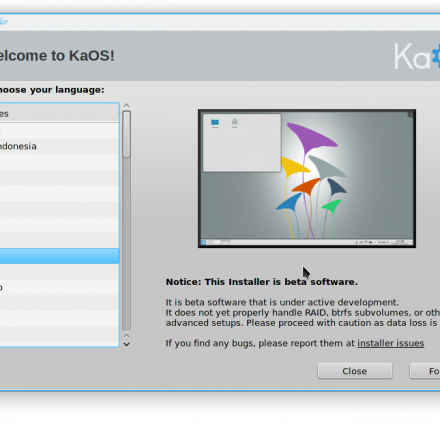 ler
elcome to KaOS!
Ka
hoose your language:
es
ndonesia
o
Notice: This Installer is beta software.
It is beta software that is under active development.
It does not yet properly handle RAID, btrfs subvolumes, or oth
advanced setups. Please proceed with caution as data loss is
If you find any bugs, please report them at installer issues
Close
Fo